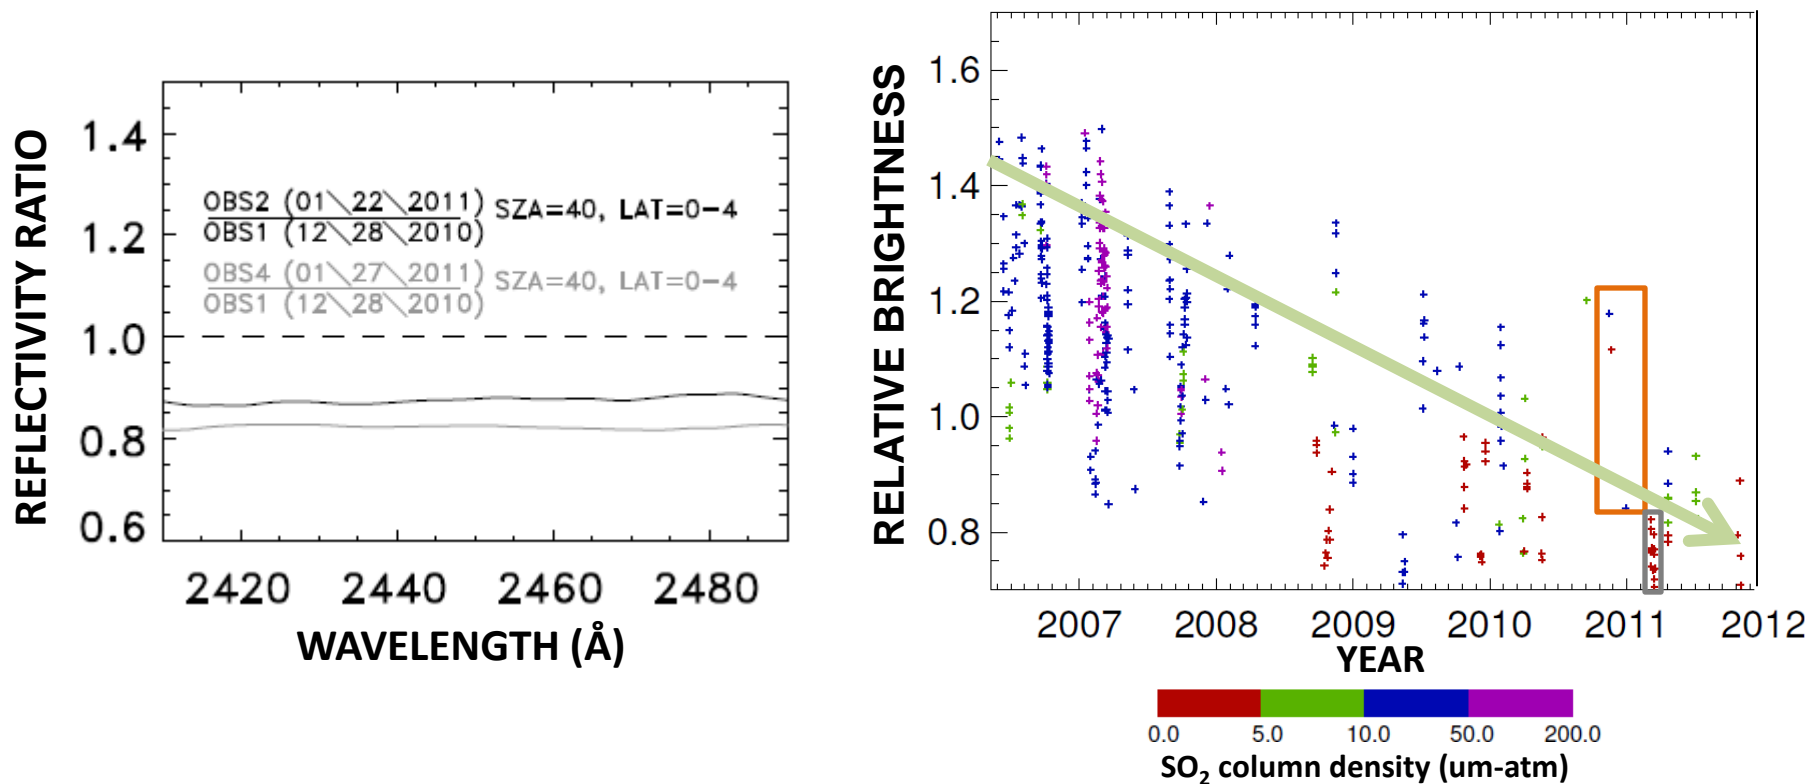 1.4
1.2
1.0
0.8
0.6
REFLECTIVITY RATIO
OBS2 (01\22\2011) SZA=40, LAT=0-4
OBS1 (12\28\2010)
OBS4 (01\27\2011) SZA=40, LAT=0-4
OBS1 (12\28\2010)
2420 2440 2460 2480
WAVELENGTH (Å)
RELATIVE BRIGHTNESS
1.6
1.4
1.2
1.0
0.8
2007 2008 2009 2010 2011 2012
YEAR
0.0 5.0 10.0 50.0 200.0
SO₂ column density (um-atm)